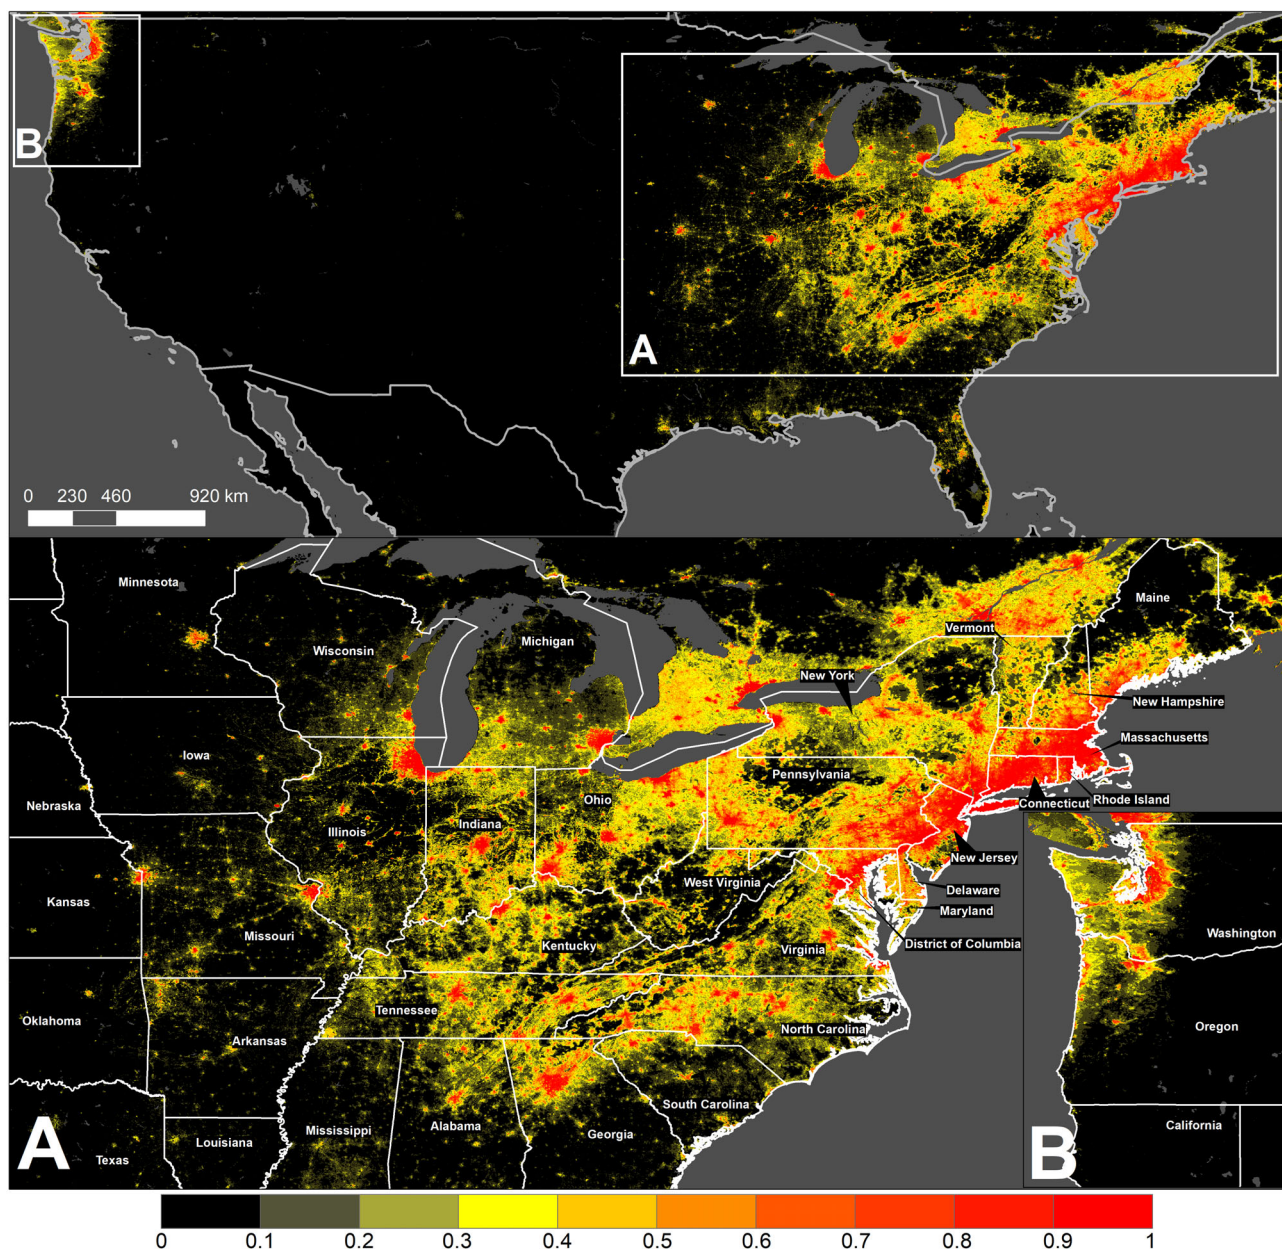 B
A
0 230 460 920 km
Minnesota
Maine
Wisconsin
Michigan
Vermont
New York
New Hampshire
Massachusetts
Iowa
Pennsylvania
Nebraska
Ohio
Connecticut
Rhode Island
Illinois
Indiana
New Jersey
West Virginia
Delaware
Kansas
Maryland
Missouri
Kentucky
Virginia
District of Columbia
Washington
Oklahoma
Tennessee
North Carolina
Oregon
Arkansas
South Carolina
Mississippi
Alabama
Georgia
California
Louisiana
Texas
A
B
0 0.1 0.2 0.3 0.4 0.5 0.6 0.7 0.8 0.9 1